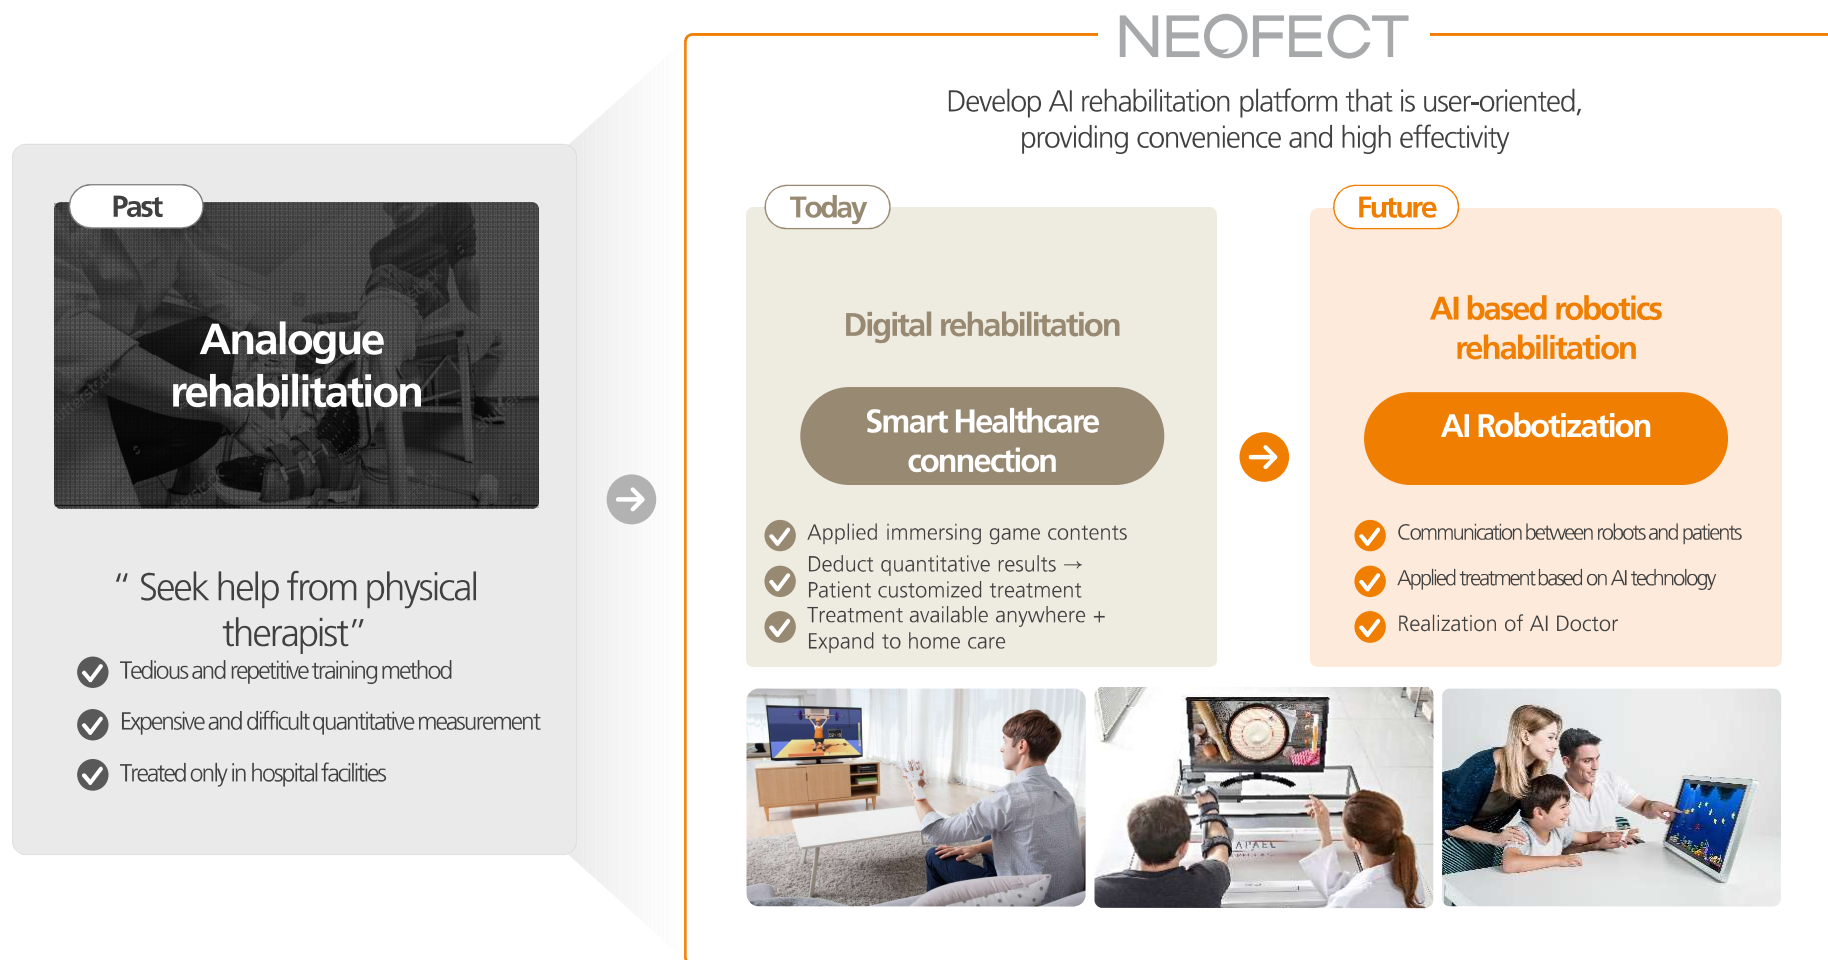 NEOFECT
Develop AI rehabilitation platform that is user-oriented,
providing convenience and high effectivity
Past
Analogue
rehabilitation
“ Seek help from physical
therapist”
Tedious and repetitive training method
Expensive and difficult quantitative measurement
Treated only in hospital facilities
Today
Digital rehabilitation
Smart Healthcare
connection
Applied immersing game contents
Deduct quantitative results →
Patient customized treatment
Treatment available anywhere +
Expand to home care
Future
AI based robotics
rehabilitation
AI Robotization
Communication between robots and patients
Applied treatment based on AI technology
Realization of AI Doctor